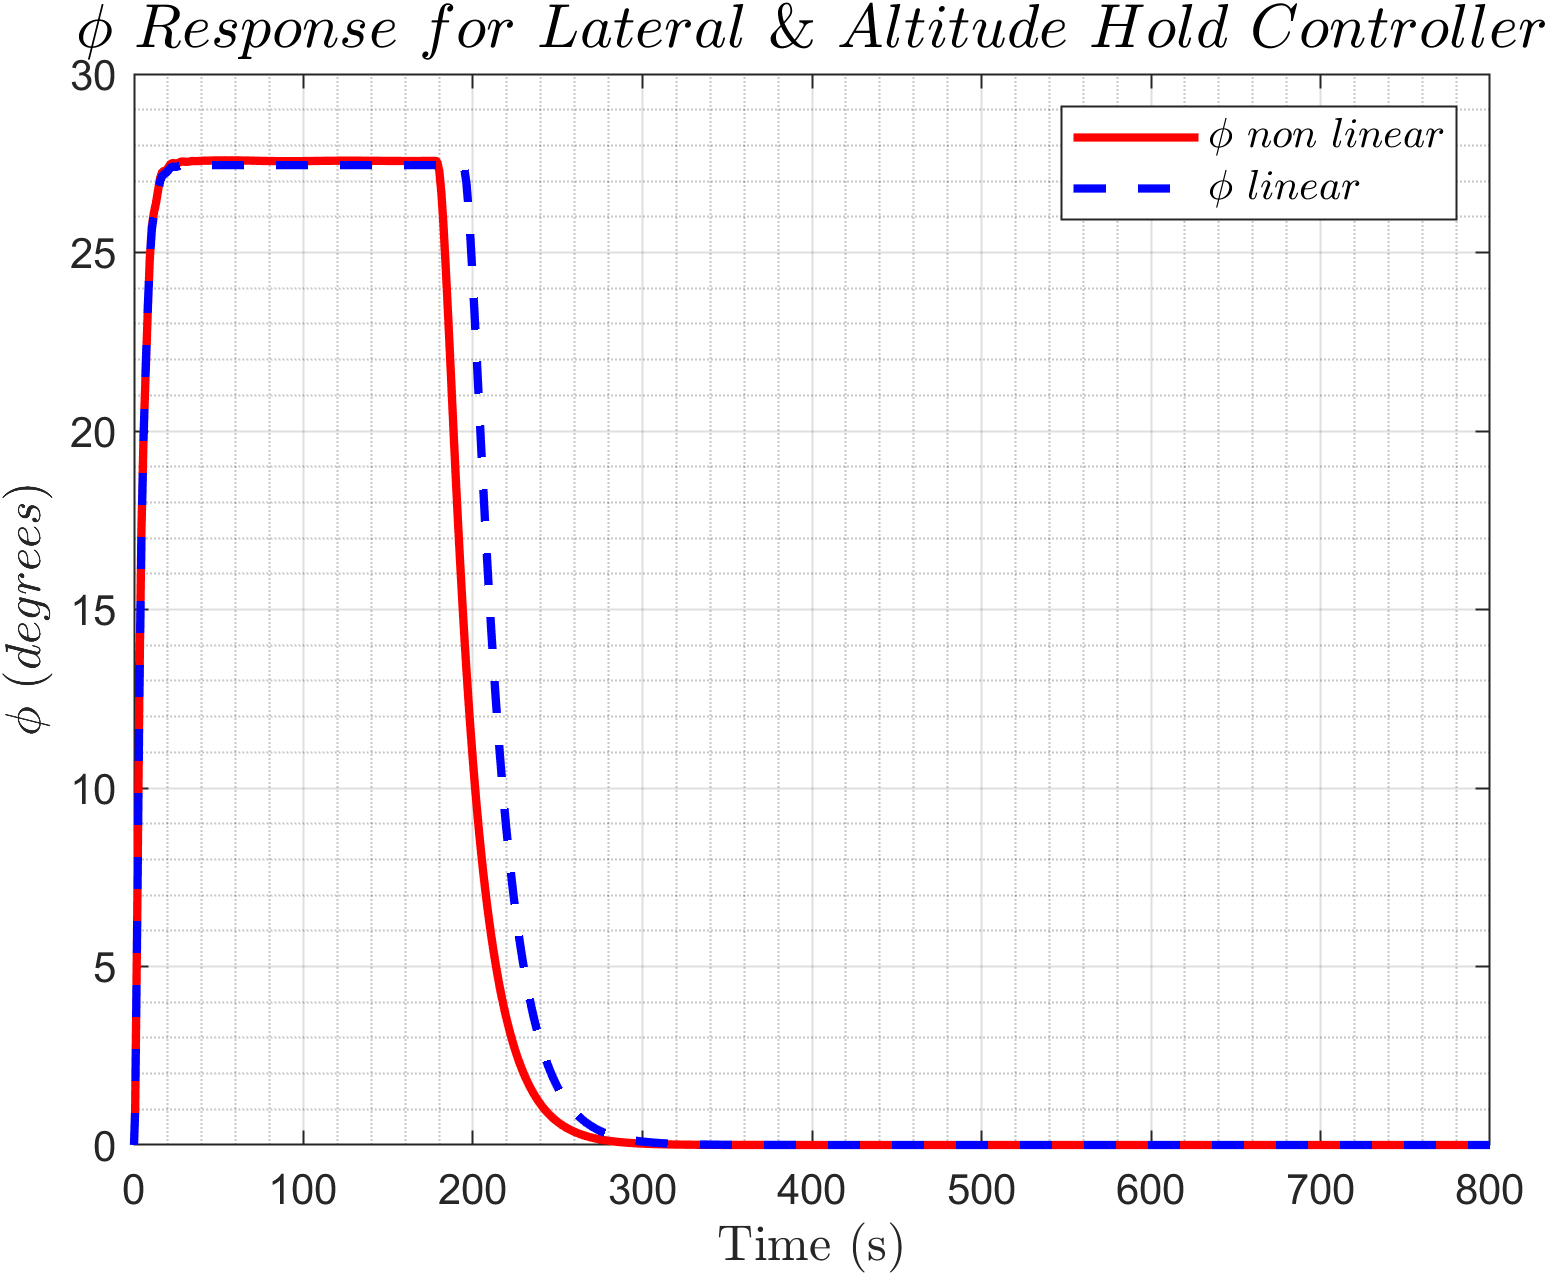 ϕ Response for Lateral & Altitude Hold Controller
30
25
20
15
10
5
0
ϕ (degrees)
ϕ non linear
ϕ linear
0 100 200 300 400 500 600 700 800
Time (s)